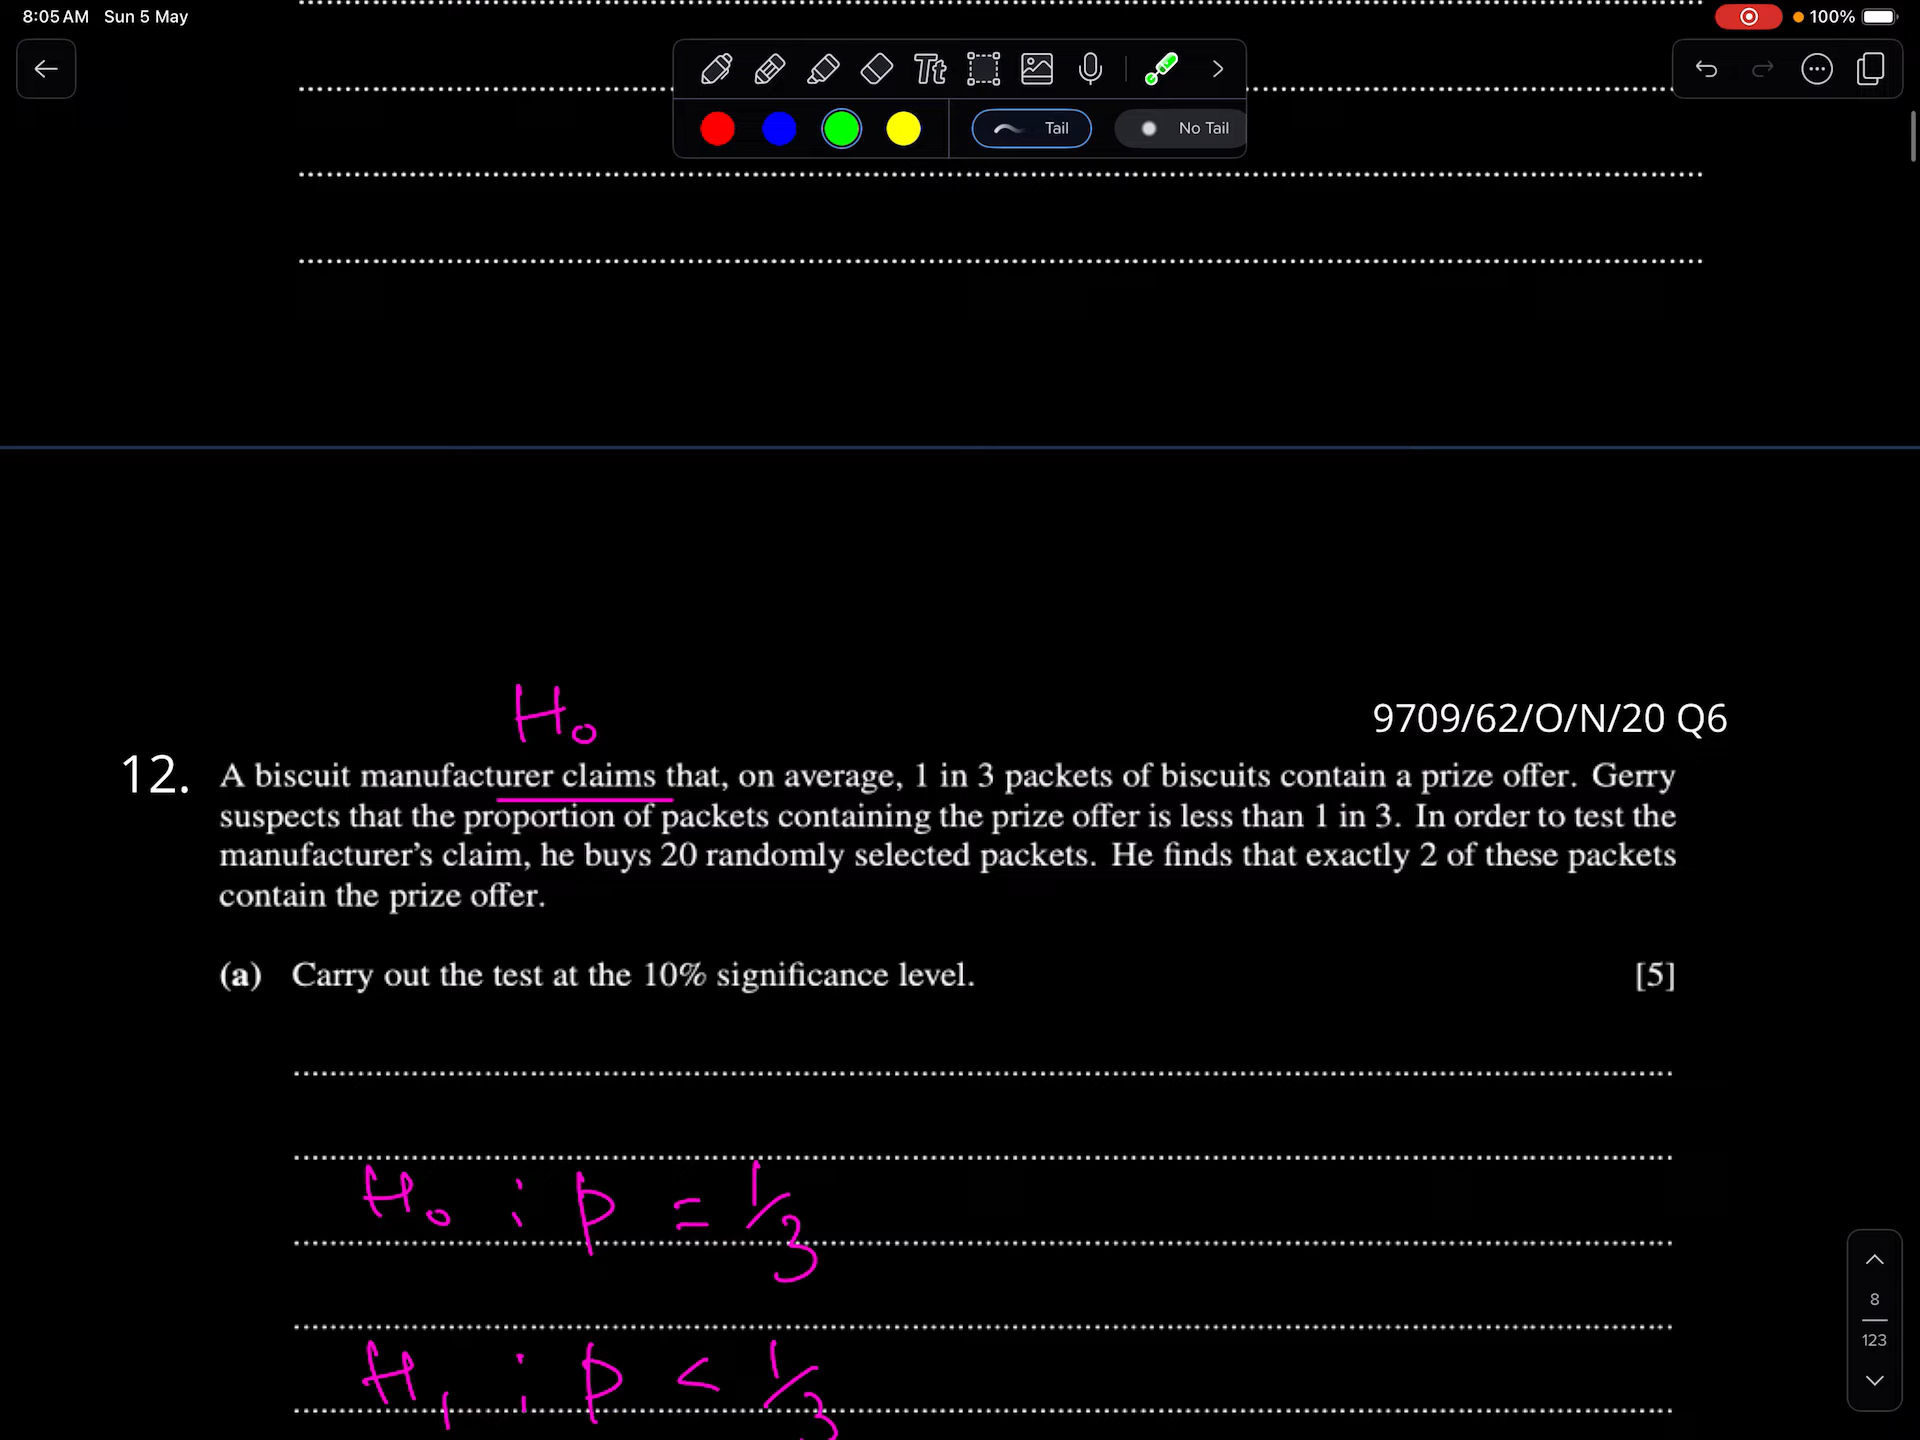 8:05 AM Sun 5 May
100%
Tt
Tail
No Tail
H₀
9709/62/O/N/20 Q6
12. A biscuit manufacturer claims that, on average, 1 in 3 packets of biscuits contain a prize offer. Gerry
suspects that the proportion of packets containing the prize offer is less than 1 in 3. In order to test the
manufacturer's claim, he buys 20 randomly selected packets. He finds that exactly 2 of these packets
contain the prize offer.
(a) Carry out the test at the 10% significance level. [5]
H₀ : p = 1/3
H₁ : p < 1/3
8
123